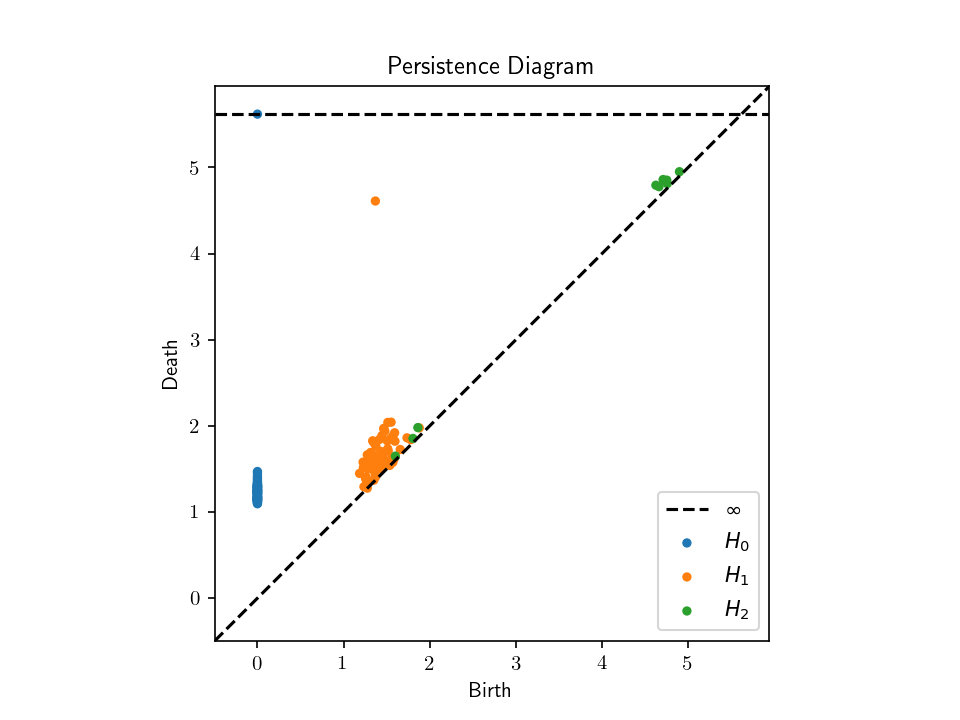 Persistence Diagram
Death
5
4
3
2
1
0
0 1 2 3 4 5
Birth
∞
H₀
H₁
H₂